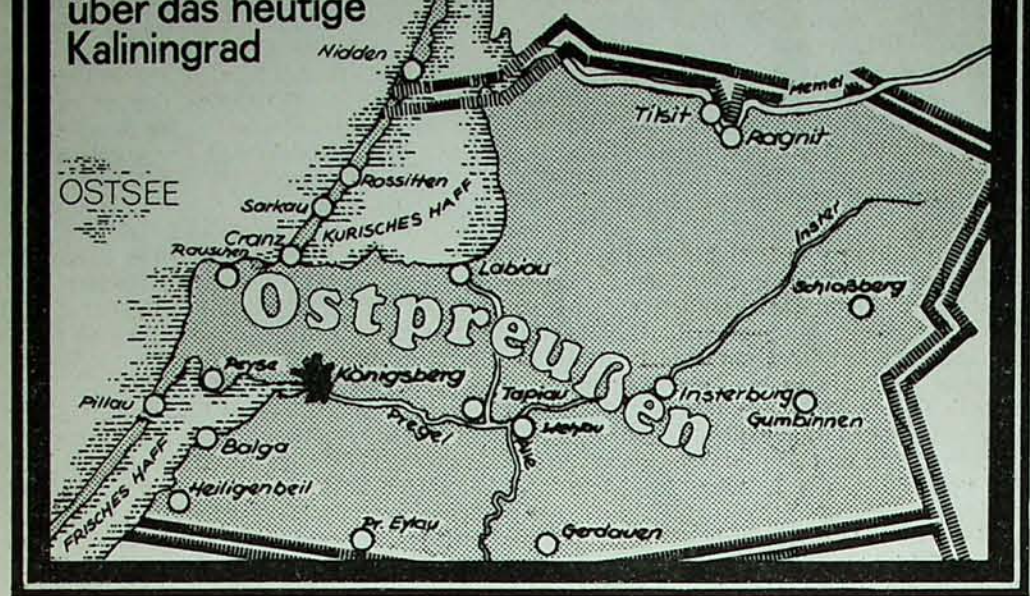 über das heutige
Kaliningrad
Nidden
Memel
Tilsit
Ragnit
OSTSEE
Rossitten
Sarkau
KURISCHES HAFF
Inster
Cranz
Rauschen
Labiau
Schloßberg
Ostpreußen
Peyse
Königsberg
Pillau
Tapiau
Insterburg
Gumbinnen
Pregel
Wehlau
Balga
FRISCHES HAFF
Heiligenbeil
Pr. Eylau
Gerdauen